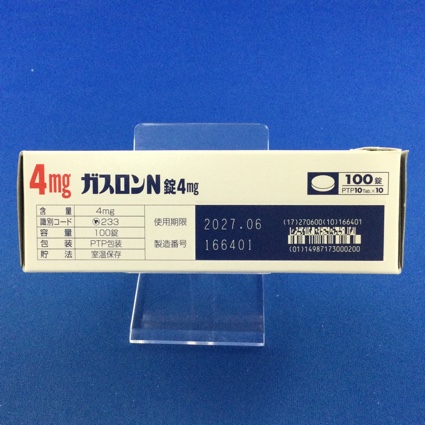 4mg ガスロンN錠4mg
100錠
PTP10Tab.×10
含量 4mg
識別コード 233
容量 100錠
包装 PTP包装
貯法 室温保存
使用期限 2027.06
製造番号 166401
(17)270600(10)166401
(01)14987173000200